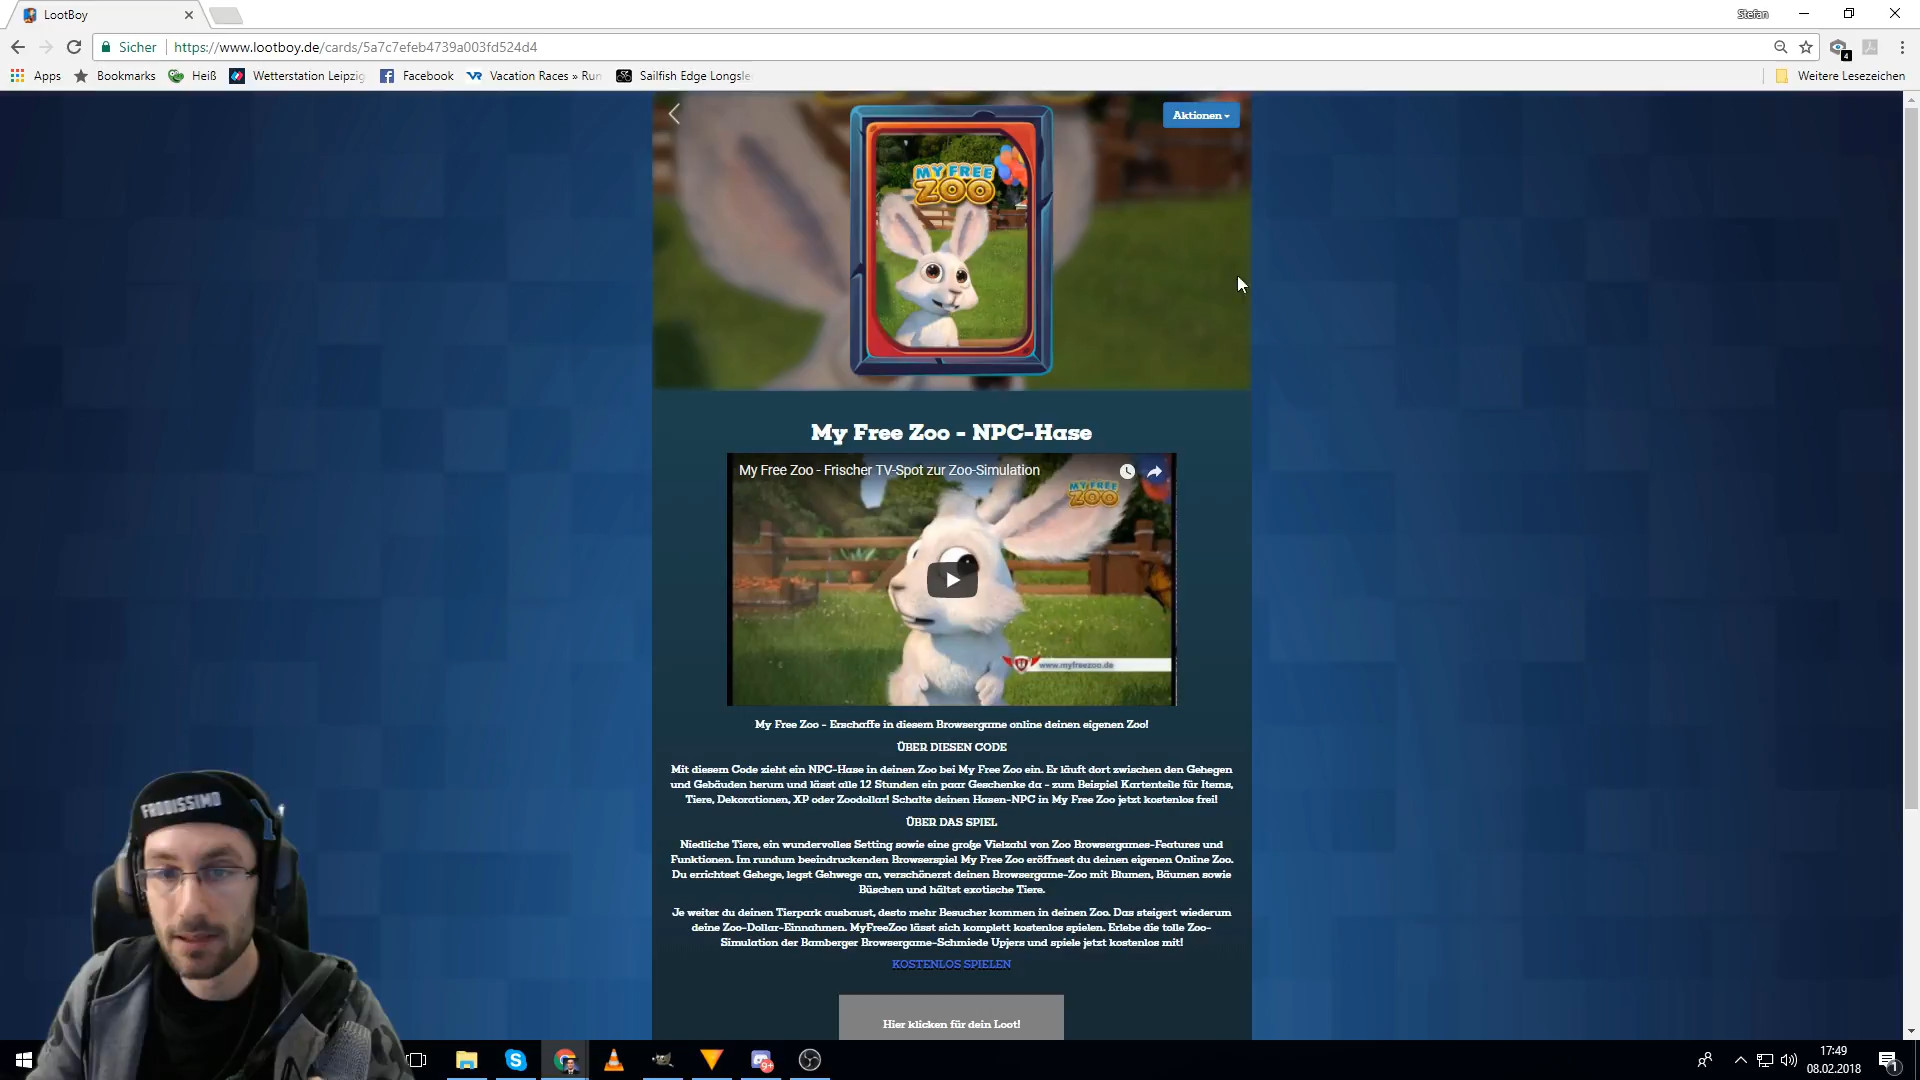 LootBoy
Stefan
Sicher
https://www.lootboy.de/cards/5a7c7efeb4739a003fd524d4
4
Apps
Bookmarks
Heiß
Wetterstation Leipzig
Facebook
Vacation Races » Run
Sailfish Edge Longsle
Weitere Lesezeichen
Aktionen
MY FREE
ZOO
My Free Zoo - NPC-Hase
My Free Zoo - Frischer TV-Spot zur Zoo-Simulation
MY FREE
ZOO
www.myfreezoo.de
My Free Zoo - Erschaffe in diesem Browsergame online deinen eigenen Zoo!
ÜBER DIESEN CODE
Mit diesem Code zieht ein NPC-Hase in deinen Zoo bei My Free Zoo ein. Er läuft dort zwischen den Gehegen
und Gebäuden herum und lässt alle 12 Stunden ein paar Geschenke da - zum Beispiel Kartenteile für Items,
Tiere, Dekorationen, XP oder Zoodollar! Schalte deinen Hasen-NPC in My Free Zoo jetzt kostenlos frei!
ÜBER DAS SPIEL
Niedliche Tiere, ein wundervolles Setting sowie eine große Vielzahl von Zoo Browsergames-Features und
Funktionen. Im rundum beeindruckenden Browserspiel My Free Zoo eröffnest du deinen eigenen Online Zoo.
Du errichtest Gehege, legst Gehwege an, verschönerst deinen Browsergame-Zoo mit Blumen, Bäumen sowie
Büschen und hältst exotische Tiere.
Je weiter du deinen Tierpark ausbaust, desto mehr Besucher kommen in deinen Zoo. Das steigert wiederum
deine Zoo-Dollar-Einnahmen. MyFreeZoo lässt sich komplett kostenlos spielen. Erlebe die tolle Zoo-
Simulation der Bamberger Browsergame-Schmiede Upjers und spiele jetzt kostenlos mit!
KOSTENLOS SPIELEN
Hier klicken für dein Loot!
FRODISSIMO
9+
17:49
08.02.2018
1